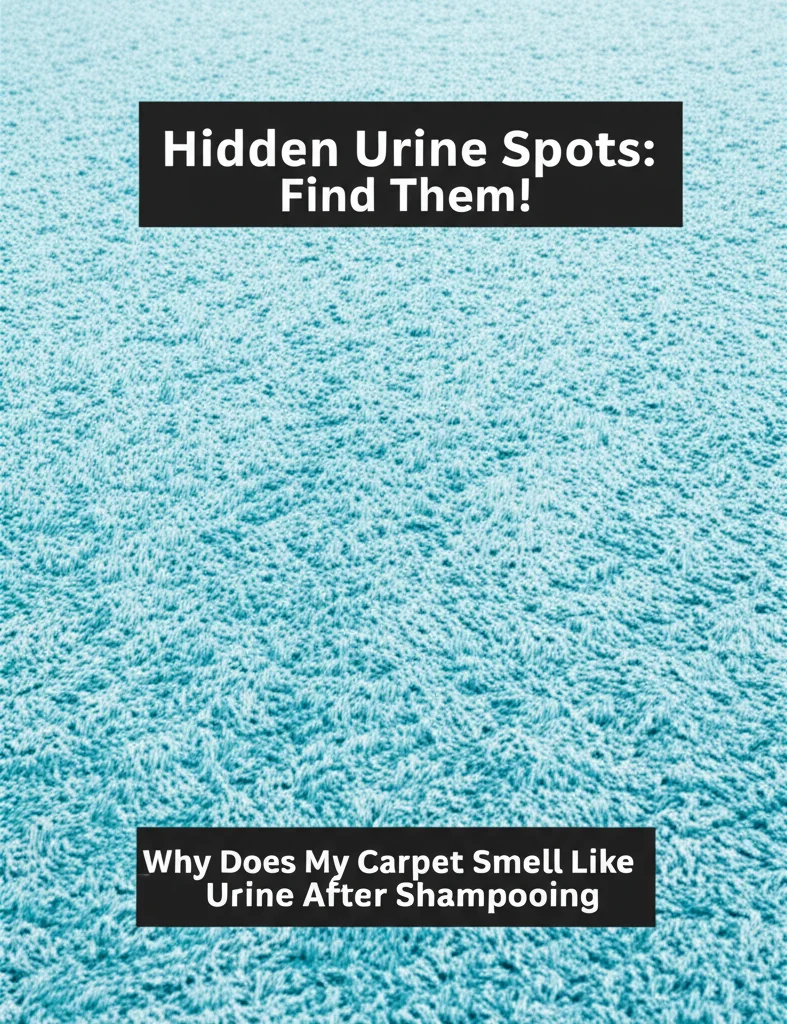 Hidden Urine Spots:
Find Them!
Why Does My Carpet Smell Like
Urine After Shampooing